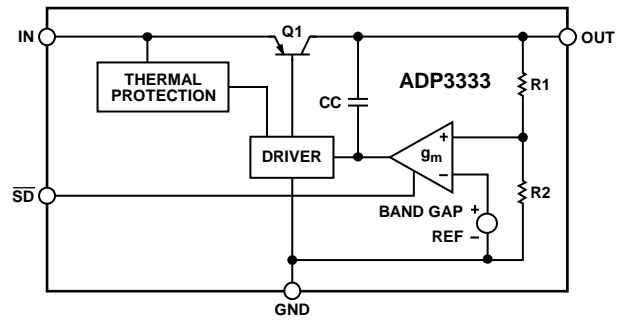 IN
Q1
OUT
THERMAL
PROTECTION
CC
ADP3333
R1
DRIVER
+
gm
−
SD
BAND GAP +
REF −
R2
GND